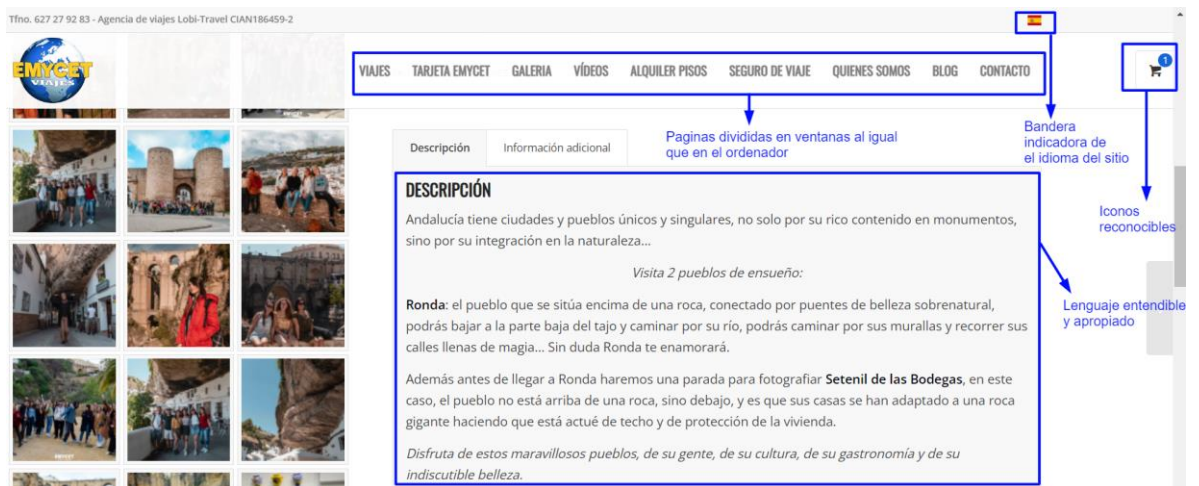 Tfno. 627 27 92 83 - Agencia de viajes Lobi-Travel CIAN186459-2
EMYCET
VIAJES
VIAJES TARJETA EMYCET GALERIA VÍDEOS ALQUILER PISOS SEGURO DE VIAJE QUIENES SOMOS BLOG CONTACTO
1
Paginas divididas en ventanas al igual
que en el ordenador
Bandera
indicadora de
el idioma del sitio
Iconos
reconocibles
Descripción Información adicional
DESCRIPCIÓN
Andalucía tiene ciudades y pueblos únicos y singulares, no solo por su rico contenido en monumentos,
sino por su integración en la naturaleza...
Visita 2 pueblos de ensueño:
Ronda: el pueblo que se sitúa encima de una roca, conectado por puentes de belleza sobrenatural,
podrás bajar a la parte baja del tajo y caminar por su río, podrás caminar por sus murallas y recorrer sus
calles llenas de magia... Sin duda Ronda te enamorará.
Lenguaje entendible
y apropiado
Además antes de llegar a Ronda haremos una parada para fotografiar Setenil de las Bodegas, en este
caso, el pueblo no está arriba de una roca, sino debajo, y es que sus casas se han adaptado a una roca
gigante haciendo que está actué de techo y de protección de la vivienda.
Disfruta de estos maravillosos pueblos, de su gente, de su cultura, de su gastronomía y de su
indiscutible belleza.
EMYCET